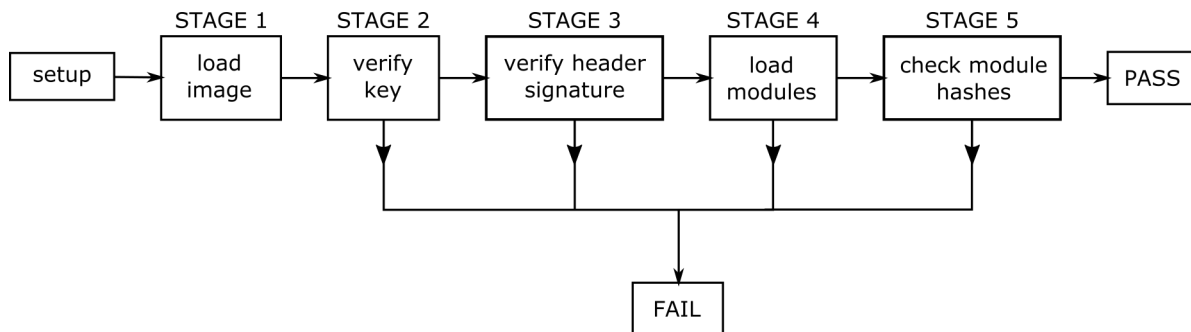 STAGE 1
STAGE 2
STAGE 3
STAGE 4
STAGE 5
setup
load
image
verify
key
verify header
signature
load
modules
check module
hashes
PASS
FAIL